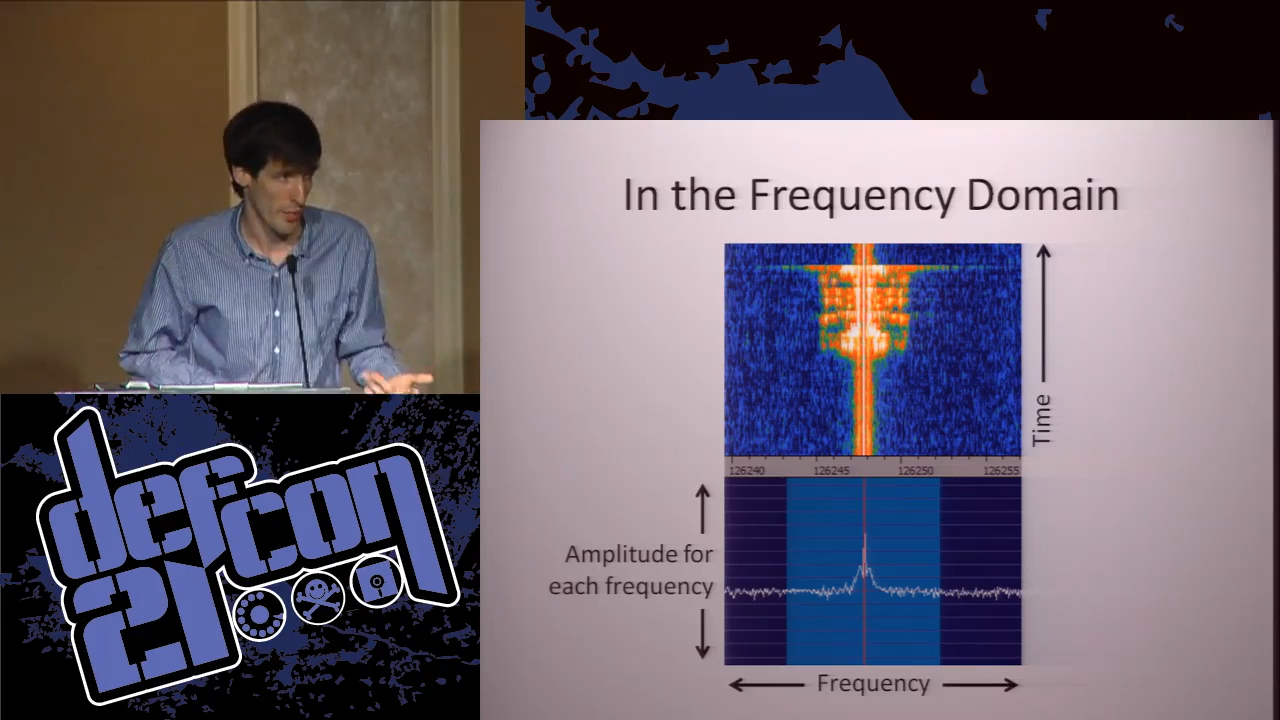 In the Frequency Domain
Time
126240 126245 126250 126255
Amplitude for
each frequency
Frequency
defcon
21